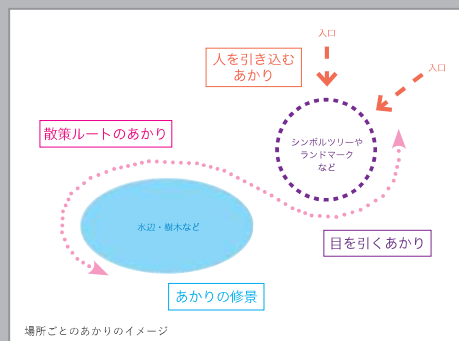 入口
人を引き込む
あかり
入口
散策ルートのあかり
シンボルツリーや
ランドマーク
など
水辺・樹木など
目を引くあかり
あかりの修景
場所ごとのあかりのイメージ